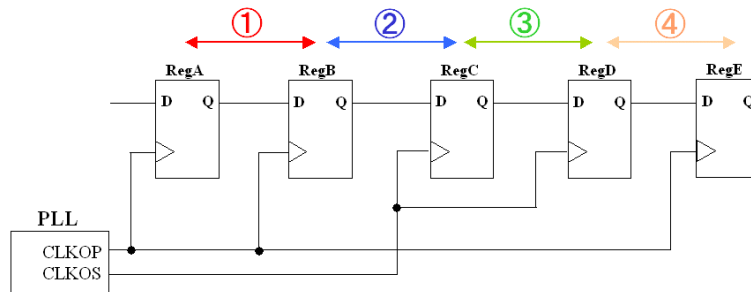 ① ② ③ ④
RegA RegB RegC RegD RegE
D Q D Q D Q D Q D Q
PLL
CLKOP
CLKOS